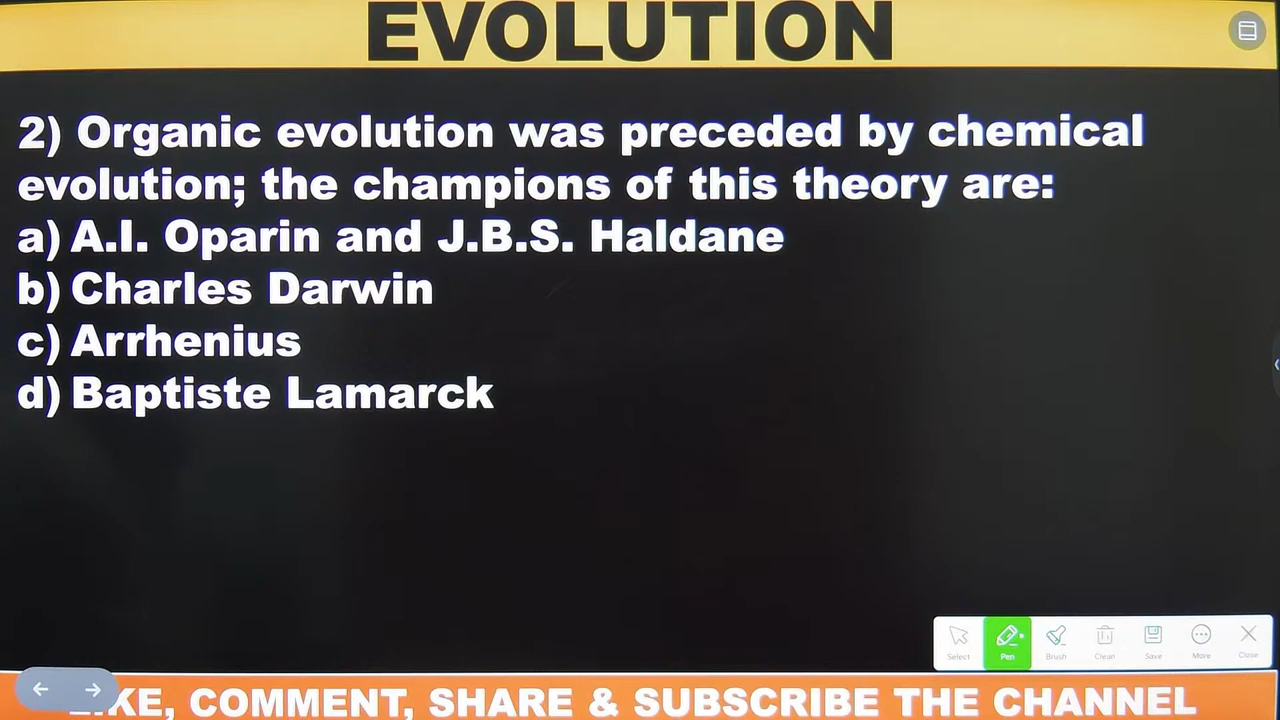 EVOLUTION
2) Organic evolution was preceded by chemical
evolution; the champions of this theory are:
a) A.I. Oparin and J.B.S. Haldane
b) Charles Darwin
c) Arrhenius
d) Baptiste Lamarck
Select Pen Brush Clean Save More Close
KE, COMMENT, SHARE & SUBSCRIBE THE CHANNEL